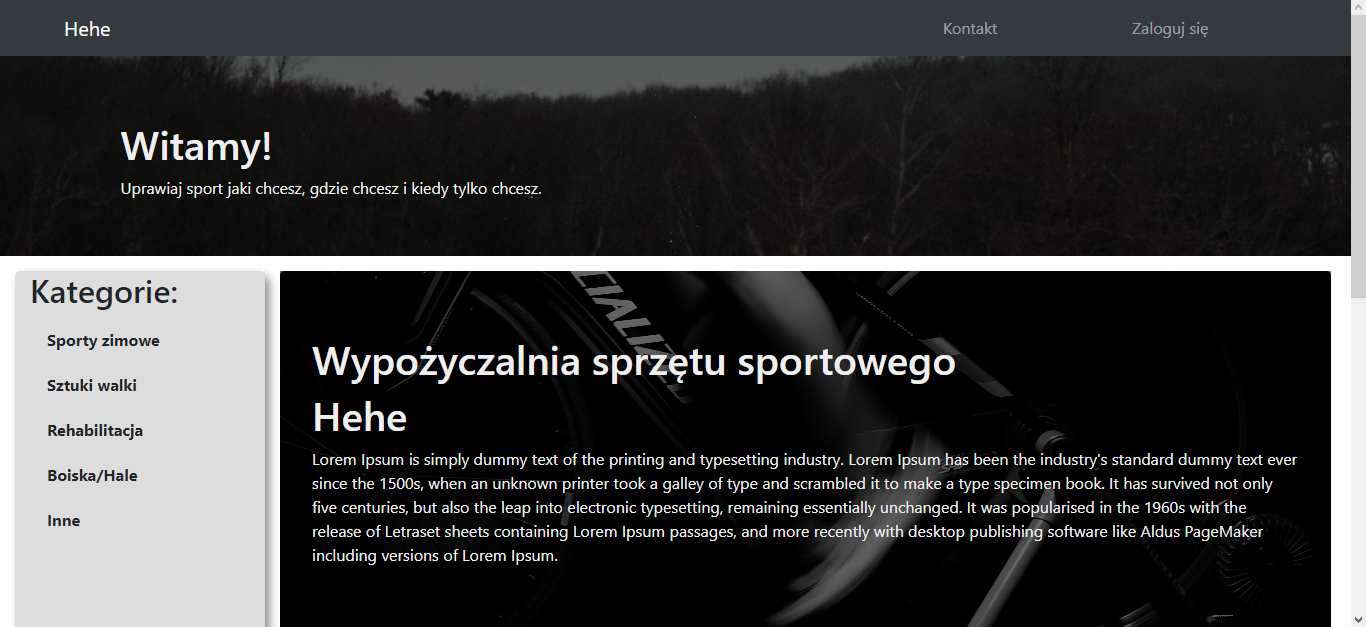 Hehe
Kontakt
Zaloguj się
Witamy!
Uprawiaj sport jaki chcesz, gdzie chcesz i kiedy tylko chcesz.
Kategorie:
Sporty zimowe
Sztuki walki
Rehabilitacja
Boiska/Hale
Inne
CIALIZ
Wypożyczalnia sprzętu sportowego
Hehe
Lorem Ipsum is simply dummy text of the printing and typesetting industry. Lorem Ipsum has been the industry's standard dummy text ever
since the 1500s, when an unknown printer took a galley of type and scrambled it to make a type specimen book. It has survived not only
five centuries, but also the leap into electronic typesetting, remaining essentially unchanged. It was popularised in the 1960s with the
release of Letraset sheets containing Lorem Ipsum passages, and more recently with desktop publishing software like Aldus PageMaker
including versions of Lorem Ipsum.